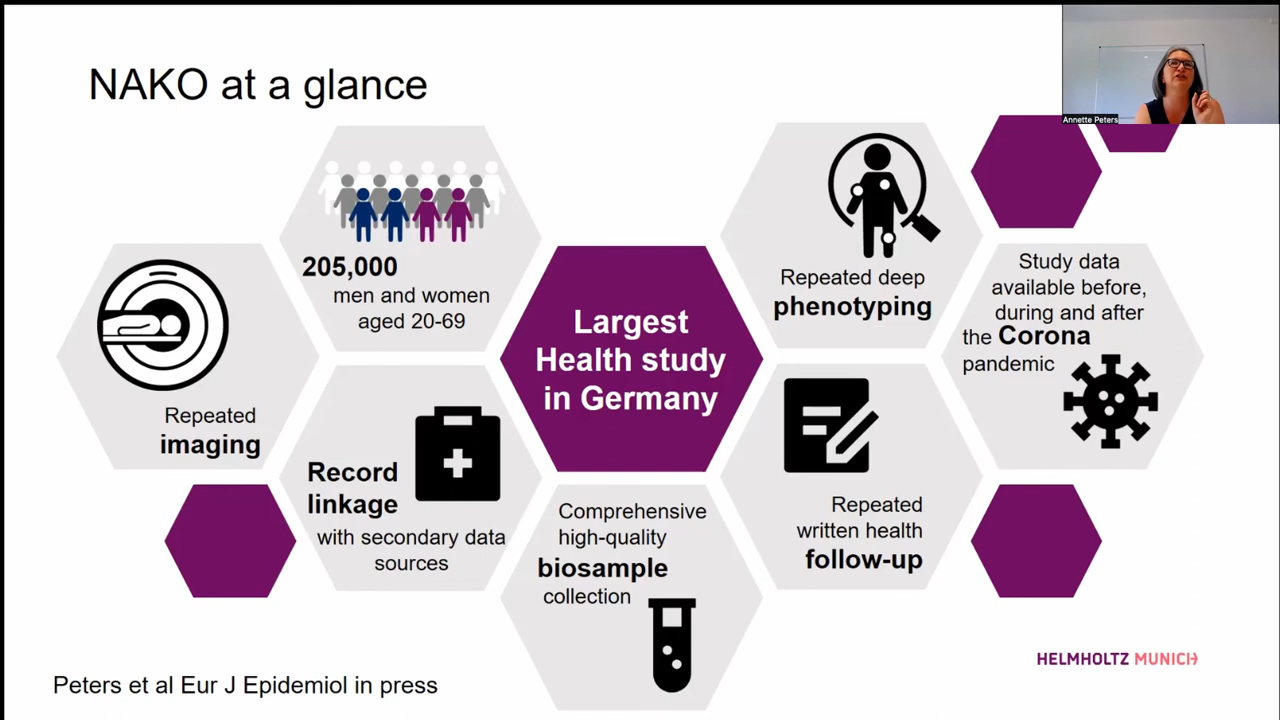 NAKO at a glance
Annette Peters
205,000
men and women
aged 20-69
Repeated
imaging
Record
linkage
with secondary data
sources
Largest
Health study
in Germany
Comprehensive
high-quality
biosample
collection
Repeated deep
phenotyping
Repeated
written health
follow-up
Study data
available before,
during and after
the Corona
pandemic
HELMHOLTZ MUNICH
Peters et al Eur J Epidemiol in press